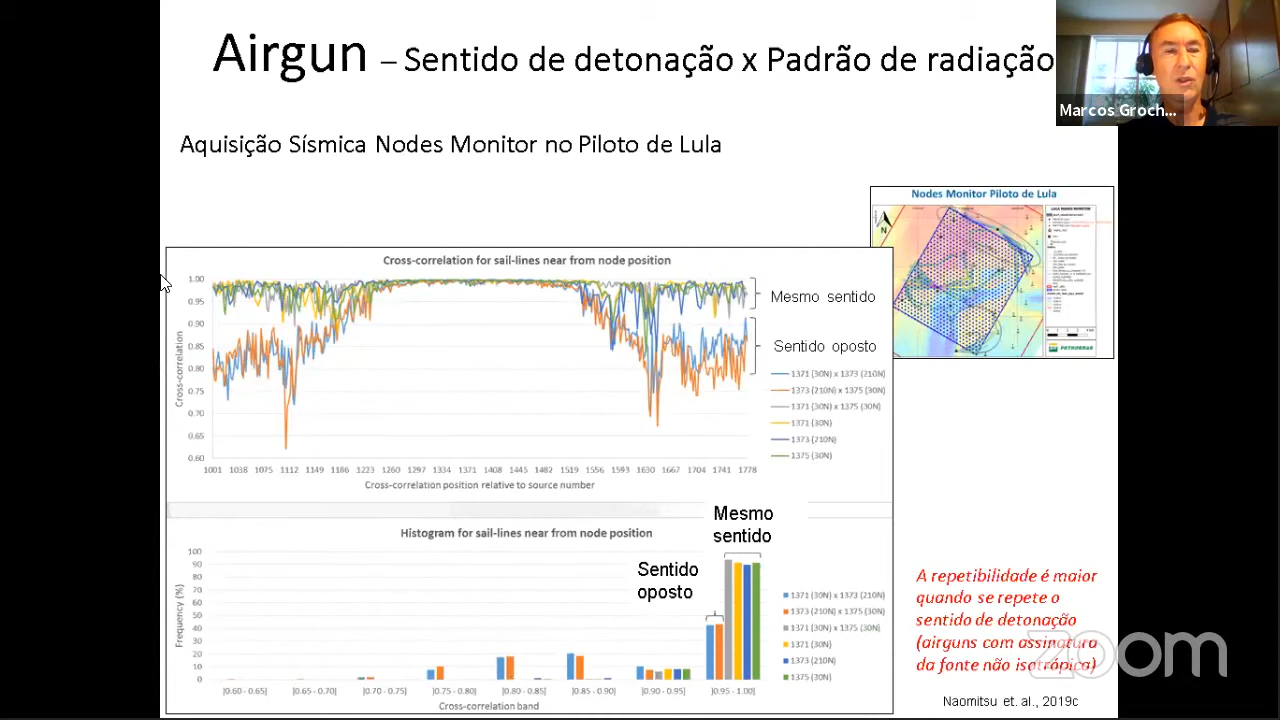 Airgun – Sentido de detonação x Padrão de radiação
Marcos Groch...
Aquisição Sísmica Nodes Monitor no Piloto de Lula
Nodes Monitor Piloto de Lula
N
LULA NODES MONITOR
PETROBRAS
Cross-correlation for sail-lines near from node position
Cross-correlation
1.00
0.95
0.90
0.85
0.80
0.75
0.70
0.65
0.60
1001 1038 1075 1112 1149 1186 1223 1260 1297 1334 1371 1408 1445 1482 1519 1556 1593 1630 1667 1704 1741 1778
Cross-correlation position relative to source number
Mesmo sentido
Sentido oposto
1371 (30N) x 1373 (210N)
1373 (210N) x 1375 (30N)
1371 (30N) x 1375 (30N)
1371 (30N)
1373 (210N)
1375 (30N)
Histogram for sail-lines near from node position
Frequency (%)
100
90
80
70
60
50
40
30
20
10
0
]0.60 - 0.65] ]0.65 - 0.70] ]0.70 - 0.75] ]0.75 - 0.80] ]0.80 - 0.85] ]0.85 - 0.90] ]0.90 - 0.95] ]0.95 - 1.00]
Cross-correlation band
Sentido
oposto
Mesmo
sentido
1371 (30N) x 1373 (210N)
1373 (210N) x 1375 (30N)
1371 (30N) x 1375 (30N)
1371 (30N)
1373 (210N)
1375 (30N)
A repetibilidade é maior
quando se repete o
sentido de detonação
(airguns com assinatura
da fonte não isotrópica)
zoom
Naomitsu et. al., 2019c